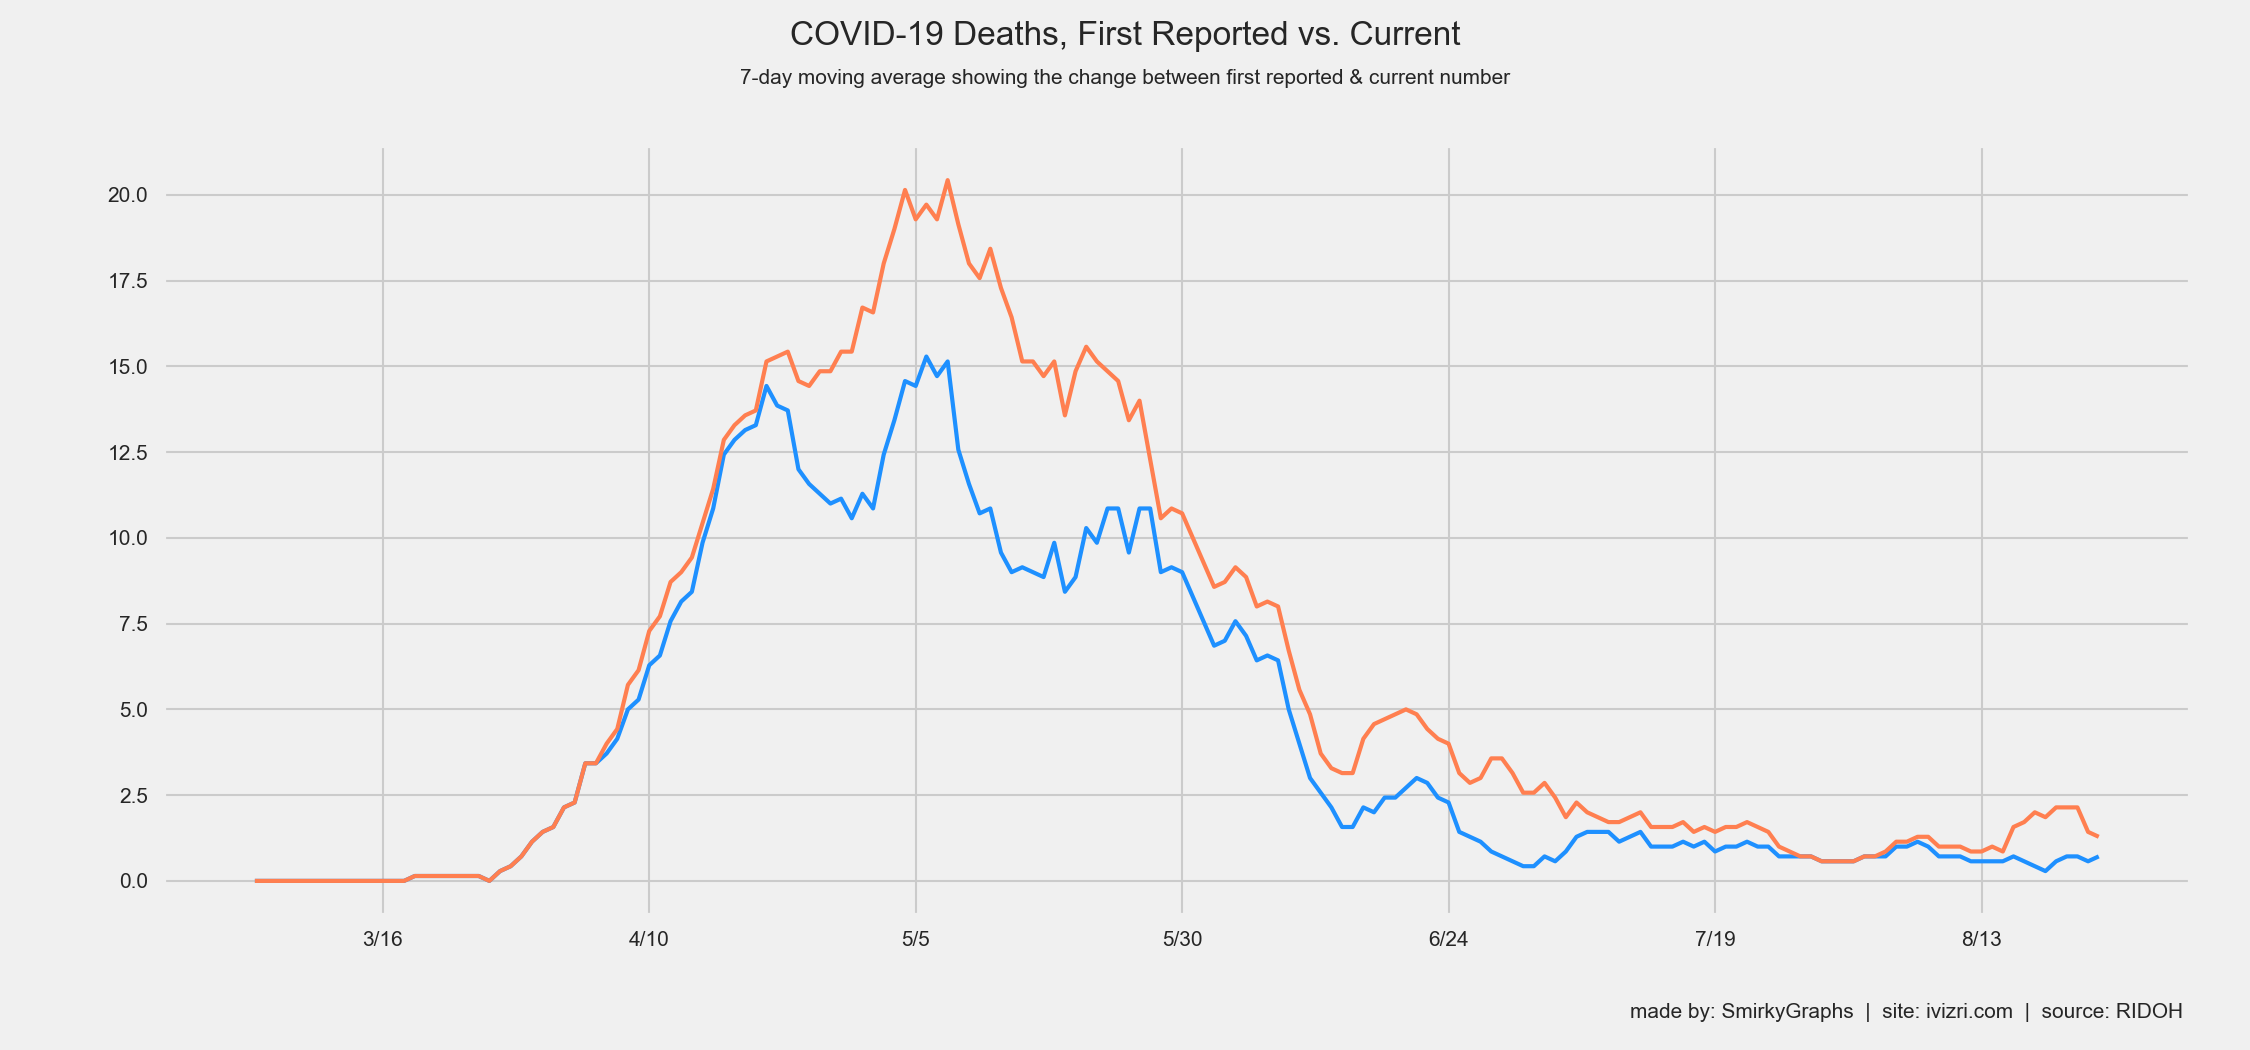 COVID-19 Deaths, First Reported vs. Current
7-day moving average showing the change between first reported & current number
20.0
17.5
15.0
12.5
10.0
7.5
5.0
2.5
0.0
3/16 4/10 5/5 5/30 6/24 7/19 8/13
made by: SmirkyGraphs | site: ivizri.com | source: RIDOH